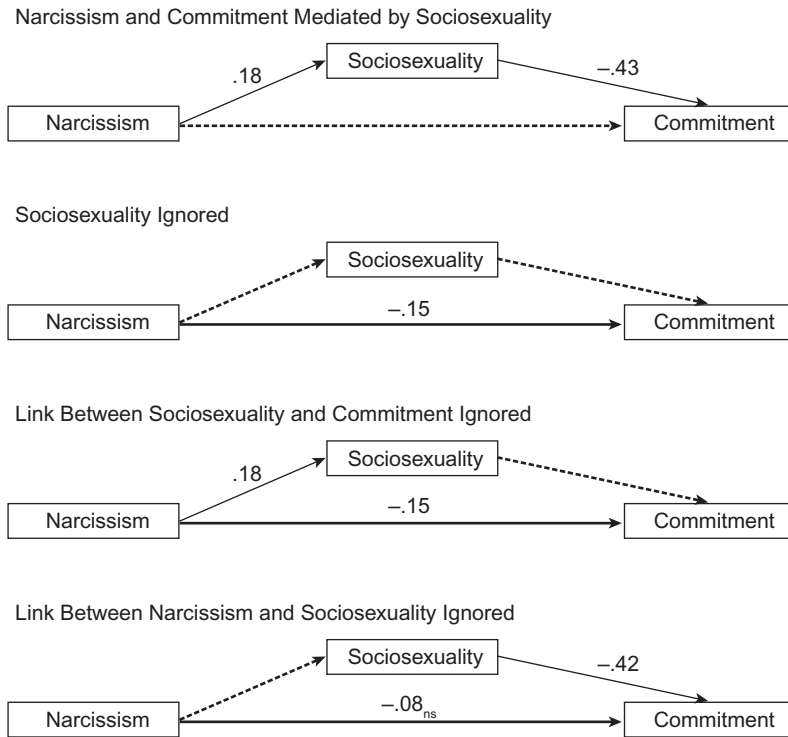 Narcissism and Commitment Mediated by Sociosexuality
Sociosexuality
.18
–.43
Narcissism
Commitment
Sociosexuality Ignored
Sociosexuality
Narcissism
–.15
Commitment
Link Between Sociosexuality and Commitment Ignored
Sociosexuality
.18
Narcissism
–.15
Commitment
Link Between Narcissism and Sociosexuality Ignored
Sociosexuality
–.42
Narcissism
–.08ns
Commitment